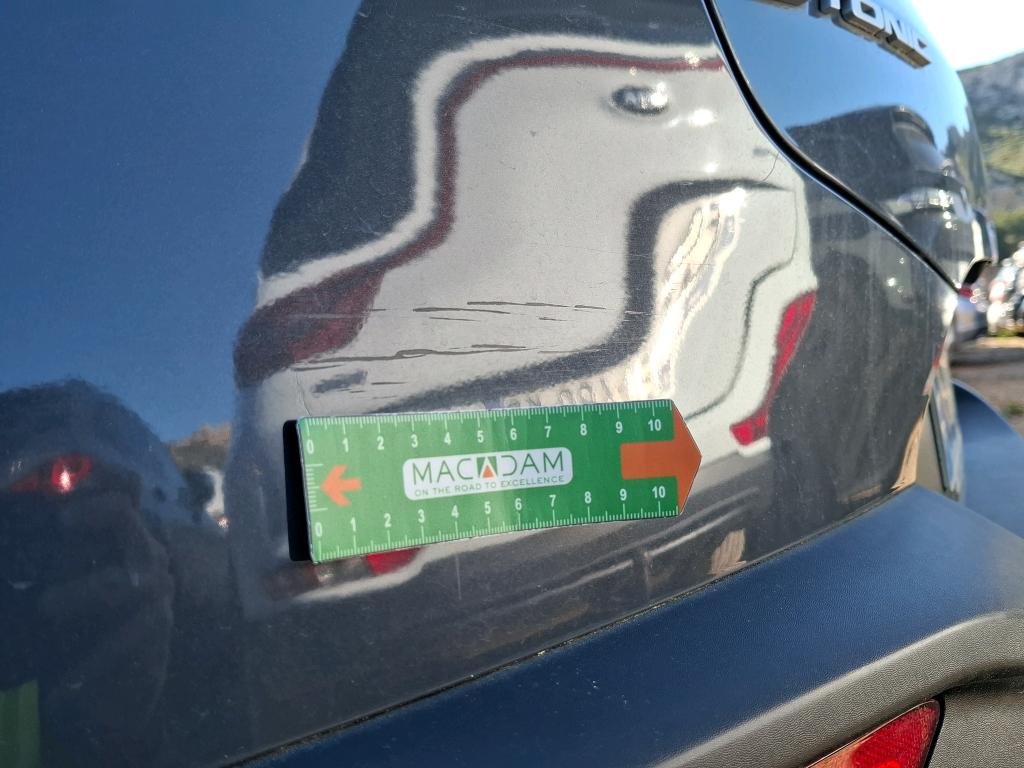 STONIC
0 1 2 3 4 5 6 7 8 9 10
MACADAM
ON THE ROAD TO EXCELLENCE
0 1 2 3 4 5 6 7 8 9 10